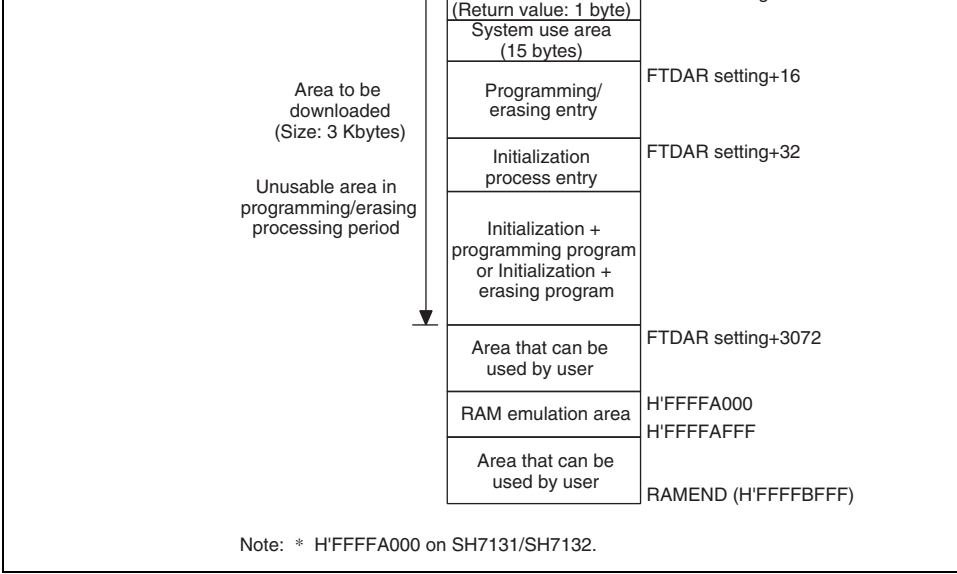 (Return value: 1 byte)
System use area
(15 bytes)
FTDAR setting+16
Area to be
downloaded
(Size: 3 Kbytes)
Programming/
erasing entry
FTDAR setting+32
Initialization
process entry
Unusable area in
programming/erasing
processing period
Initialization +
programming program
or Initialization +
erasing program
FTDAR setting+3072
Area that can be
used by user
RAM emulation area
H'FFFFA000
H'FFFFAFFF
Area that can be
used by user
RAMEND (H'FFFFBFFF)
Note: * H'FFFFA000 on SH7131/SH7132.